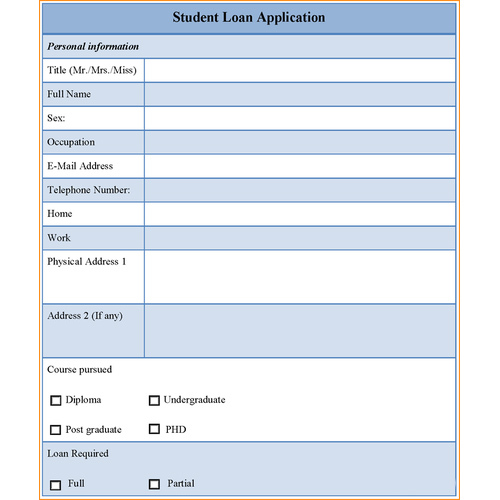 Student Loan Application
Personal information
Title (Mr./Mrs./Miss)
Full Name
Sex:
Occupation
E-Mail Address
Telephone Number:
Home
Work
Physical Address 1
Address 2 (If any)
Course pursued
Diploma Undergraduate
Post graduate PHD
Loan Required
Full Partial